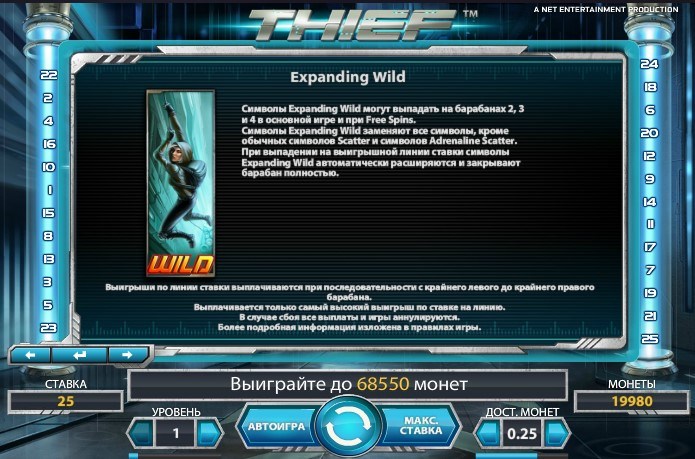 THIEF™
A NET ENTERTAINMENT PRODUCTION
Expanding Wild
Символы Expanding Wild могут выпадать на барабанах 2, 3
и 4 в основной игре и при Free Spins.
Символы Expanding Wild заменяют все символы, кроме
обычных символов Scatter и символов Adrenaline Scatter.
При выпадении на выигрышной линии ставки символы
Expanding Wild автоматически расширяются и закрывают
барабан полностью.
WILD
Выигрыши по линии ставки выплачиваются при последовательности с крайнего левого до крайнего правого
барабана.
Выплачивается только самый высокий выигрыш по ставке на линию.
В случае сбоя все выплаты и игры аннулируются.
Более подробная информация изложена в правилах игры.
22
2
4
16
10
1
15
8
13
3
5
23
24
18
6
20
12
9
14
11
17
7
19
21
25
СТАВКА
25
Выиграйте до 68550 монет
МОНЕТЫ
19980
УРОВЕНЬ
1
АВТОИГРА
МАКС.
СТАВКА
ДОСТ. МОНЕТ
0.25